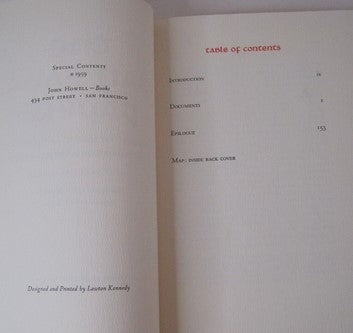 Special Contents
© 1959
John Howell—Books
434 Post Street • San Francisco
Designed and Printed by Lawton Kennedy
table of contents
Introduction ix
Documents 1
Epilogue 153
Map: inside back cover